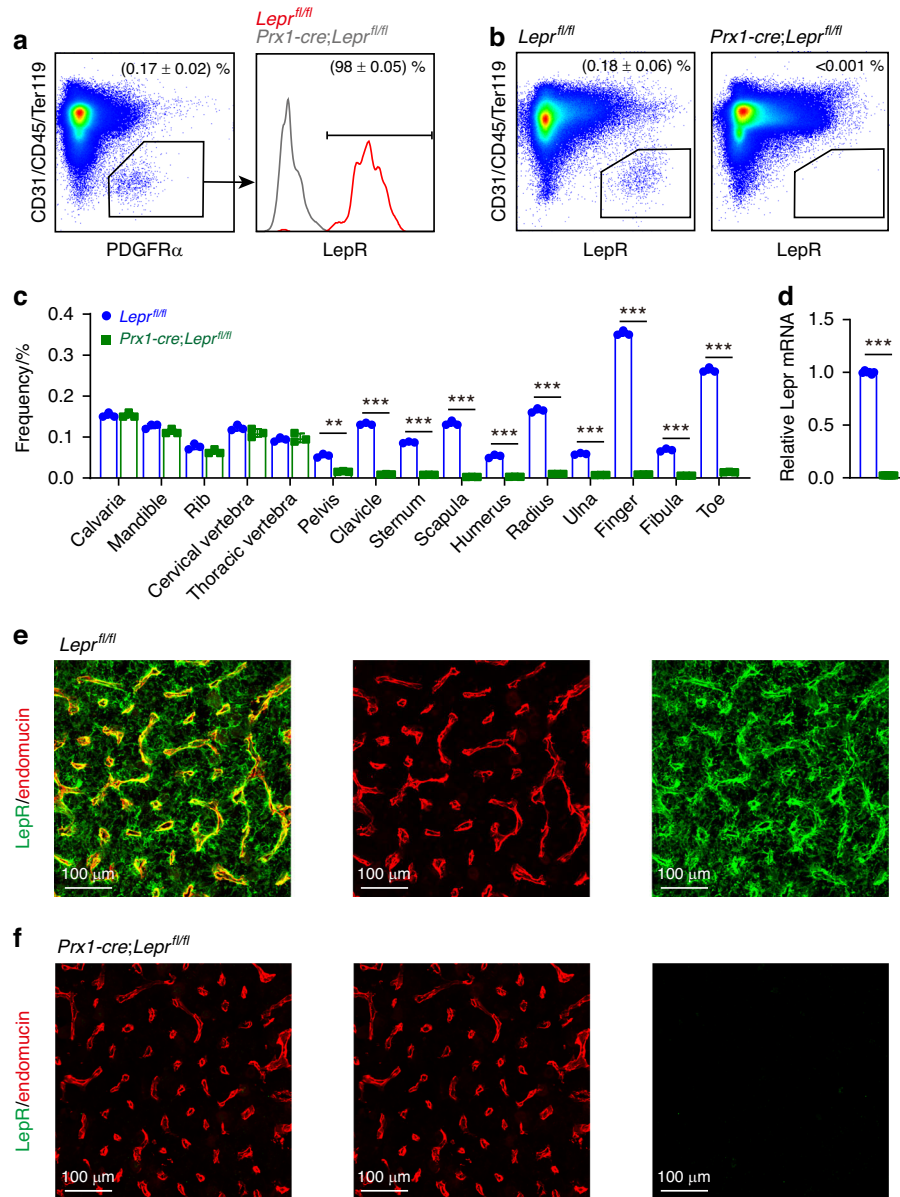 a
Lepr fl/fl
Prx1-cre;Lepr fl/fl
(0.17 ± 0.02) %
(98 ± 0.05) %
CD31/CD45/Ter119
PDGFRα
LepR
b
Lepr fl/fl
Prx1-cre;Lepr fl/fl
(0.18 ± 0.06) %
<0.001 %
CD31/CD45/Ter119
LepR
LepR
c
Lepr fl/fl
Prx1-cre;Lepr fl/fl
Frequency/%
0.4
0.3
0.2
0.1
0.0
**
***
***
***
***
***
***
***
***
***
Calvaria
Mandible
Rib
Cervical vertebra
Thoracic vertebra
Pelvis
Clavicle
Sternum
Scapula
Humerus
Radius
Ulna
Finger
Fibula
Toe
d
Relative Lepr mRNA
1.5
1.0
0.5
0.0
***
e
Lepr fl/fl
LepR/endomucin
100 μm
100 μm
100 μm
f
Prx1-cre;Lepr fl/fl
LepR/endomucin
100 μm
100 μm
100 μm